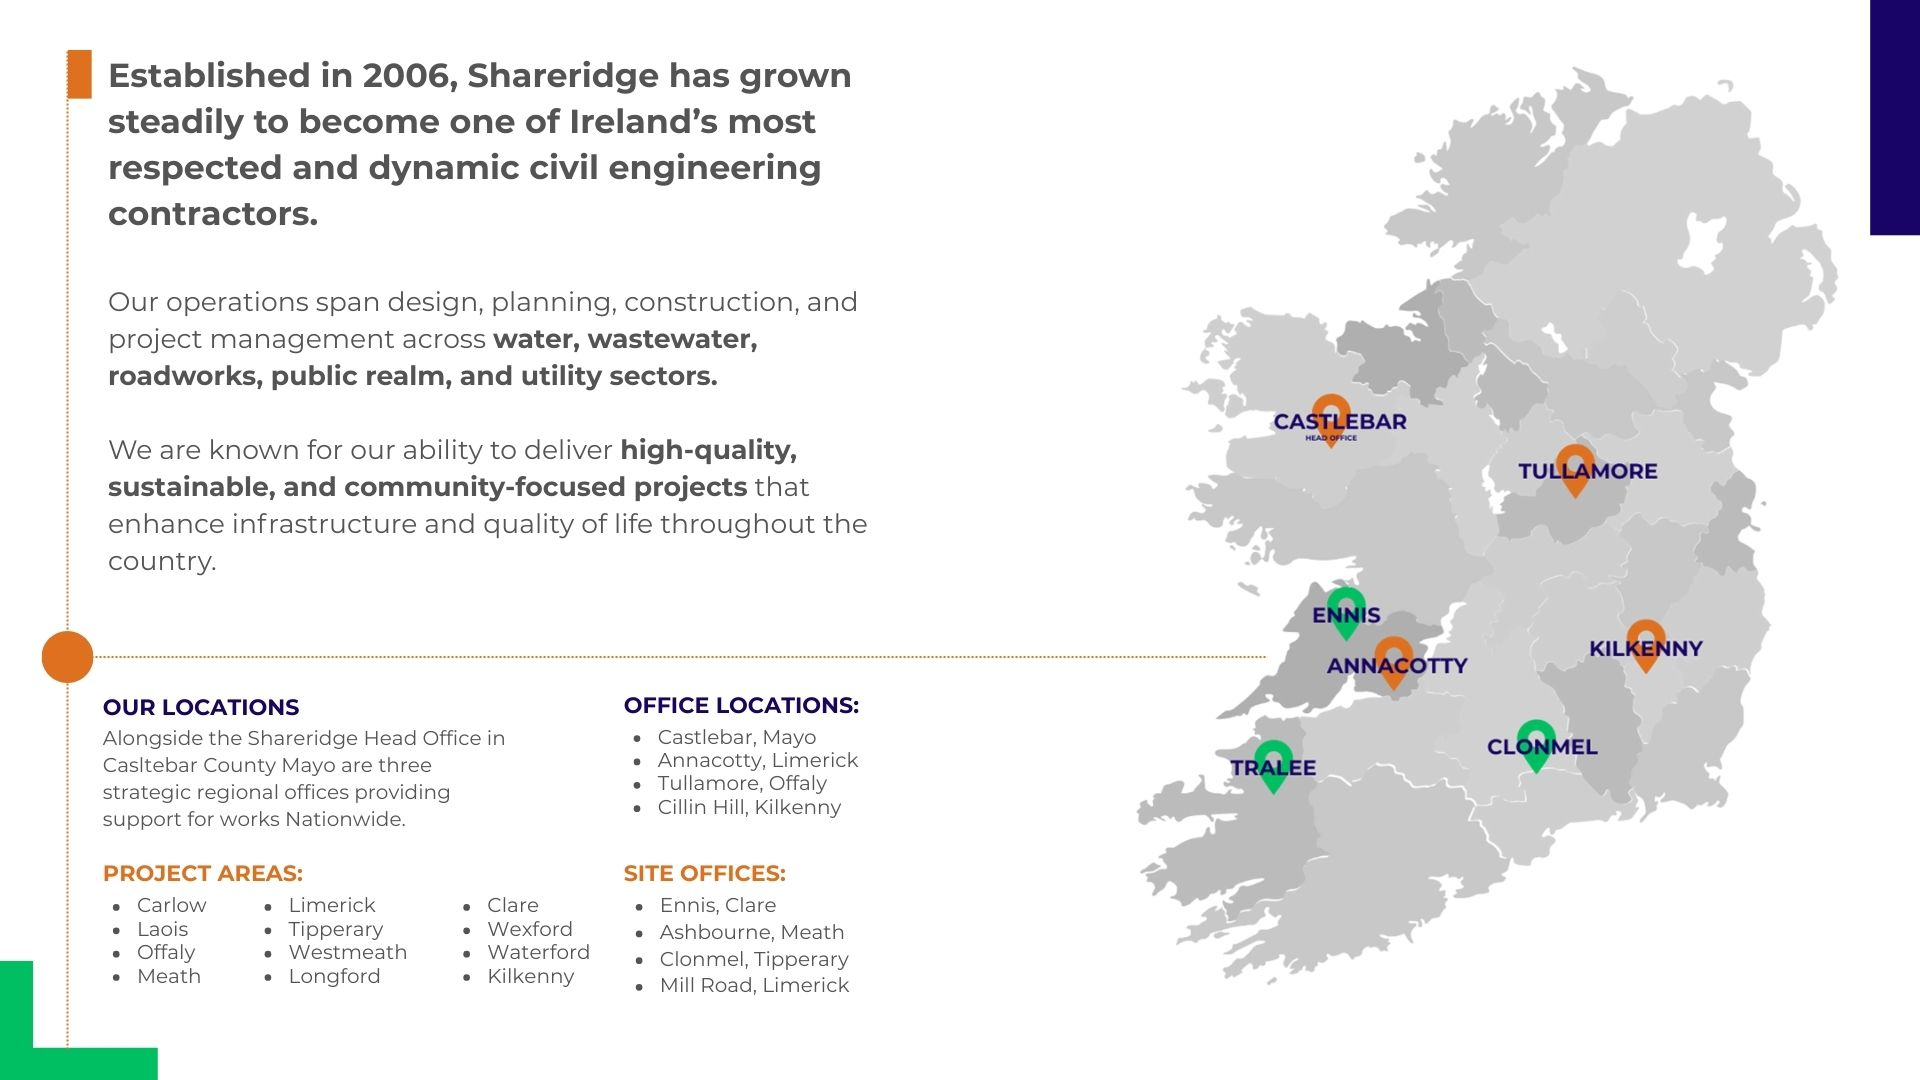 Established in 2006, Shareridge has grown
steadily to become one of Ireland’s most
respected and dynamic civil engineering
contractors.
Our operations span design, planning, construction, and
project management across water, wastewater,
roadworks, public realm, and utility sectors.
We are known for our ability to deliver high-quality,
sustainable, and community-focused projects that
enhance infrastructure and quality of life throughout the
country.
OUR LOCATIONS
Alongside the Shareridge Head Office in
Casltebar County Mayo are three
strategic regional offices providing
support for works Nationwide.
OFFICE LOCATIONS:
Castlebar, Mayo
Annacotty, Limerick
Tullamore, Offaly
Cillin Hill, Kilkenny
PROJECT AREAS:
Carlow
Laois
Offaly
Meath
Limerick
Tipperary
Westmeath
Longford
Clare
Wexford
Waterford
Kilkenny
SITE OFFICES:
Ennis, Clare
Ashbourne, Meath
Clonmel, Tipperary
Mill Road, Limerick
CASTLEBAR
HEAD OFFICE
TULLAMORE
ENNIS
ANNACOTTY
KILKENNY
CLONMEL
TRALEE